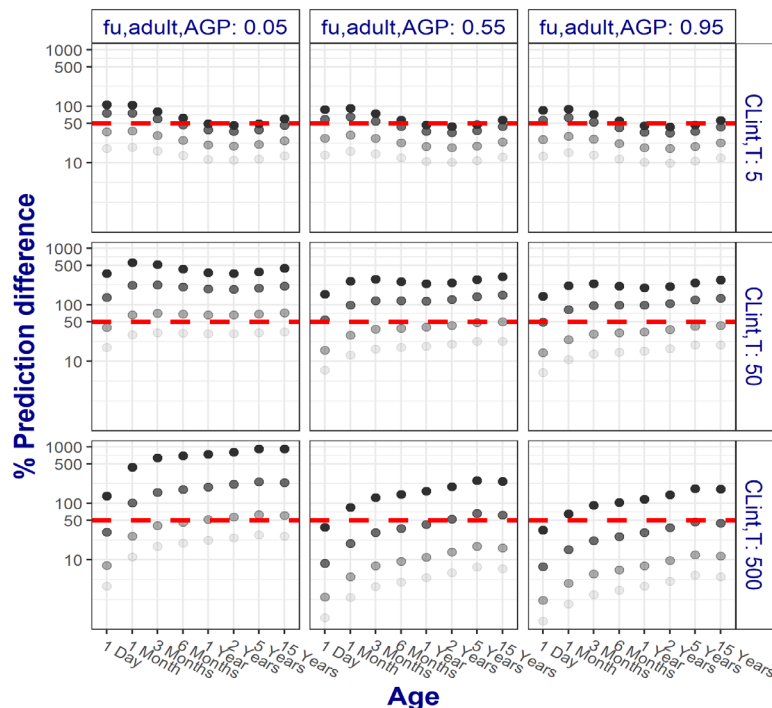 fu,adult,AGP: 0.05
fu,adult,AGP: 0.55
fu,adult,AGP: 0.95
% Prediction difference
1000
500
100
50
10
CLint,T: 5
1000
500
100
50
10
CLint,T: 50
1000
500
100
50
10
CLint,T: 500
1 Day
1 Months
3 Months
6 Months
1 Year
2 Years
5 Years
15 Years
1 Day
1 Month
3 Months
6 Months
1 Year
2 Years
5 Years
15 Years
1 Day
1 Months
3 Months
6 Months
1 Year
2 Years
5 Years
15 Years
Age